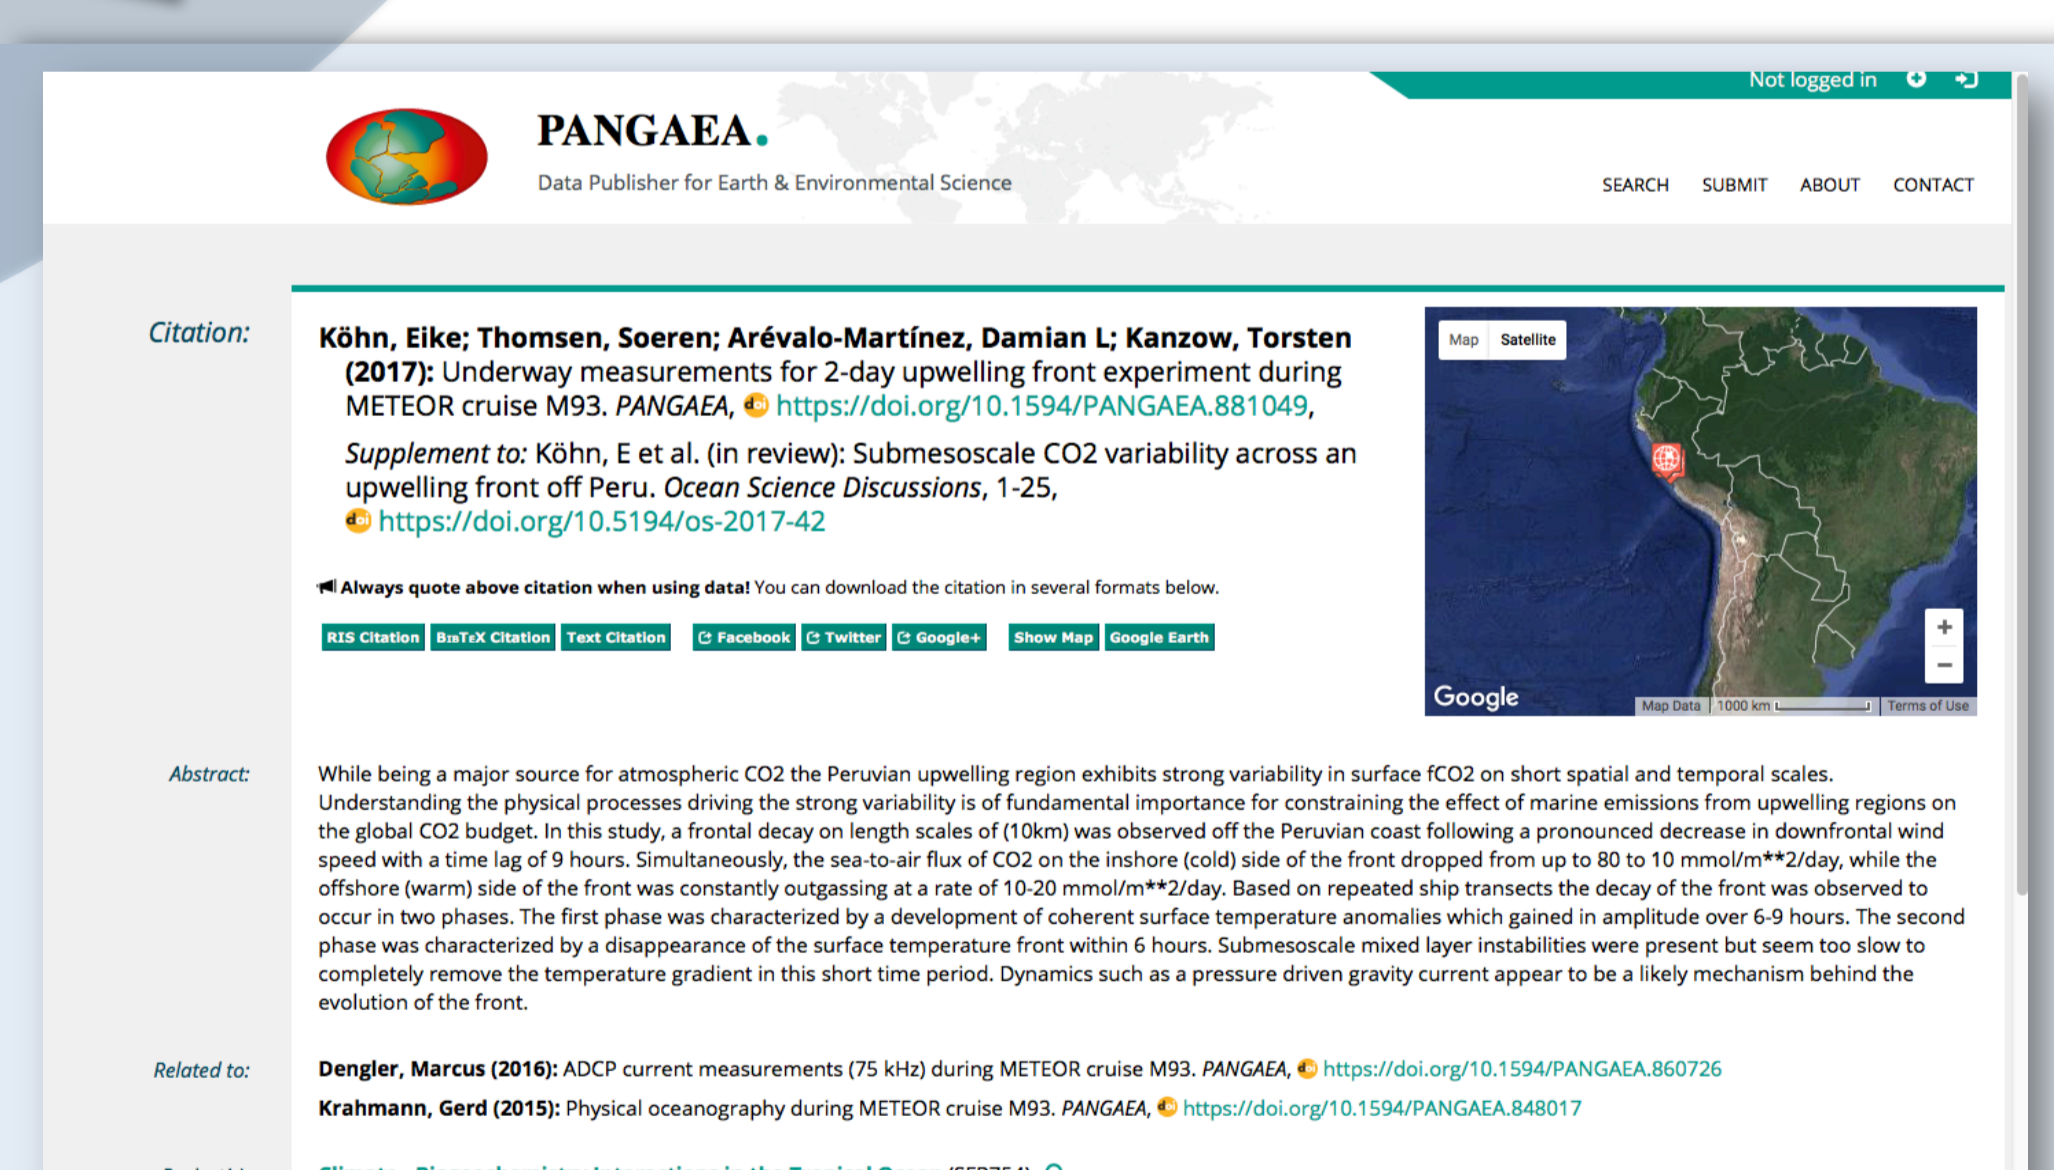 Not logged in
PANGAEA.
Data Publisher for Earth & Environmental Science
SEARCH SUBMIT ABOUT CONTACT
Citation:
Köhn, Eike; Thomsen, Soeren; Arévalo-Martínez, Damian L; Kanzow, Torsten
(2017): Underway measurements for 2-day upwelling front experiment during
METEOR cruise M93. PANGAEA, doi https://doi.org/10.1594/PANGAEA.881049,
Supplement to: Köhn, E et al. (in review): Submesoscale CO2 variability across an
upwelling front off Peru. Ocean Science Discussions, 1-25,
doi https://doi.org/10.5194/os-2017-42
Always quote above citation when using data! You can download the citation in several formats below.
RIS Citation BibTeX Citation Text Citation Facebook Twitter Google+ Show Map Google Earth
Map Satellite
Google
Map Data 1000 km Terms of Use
Abstract:
While being a major source for atmospheric CO2 the Peruvian upwelling region exhibits strong variability in surface fCO2 on short spatial and temporal scales.
Understanding the physical processes driving the strong variability is of fundamental importance for constraining the effect of marine emissions from upwelling regions on
the global CO2 budget. In this study, a frontal decay on length scales of (10km) was observed off the Peruvian coast following a pronounced decrease in downfrontal wind
speed with a time lag of 9 hours. Simultaneously, the sea-to-air flux of CO2 on the inshore (cold) side of the front dropped from up to 80 to 10 mmol/m**2/day, while the
offshore (warm) side of the front was constantly outgassing at a rate of 10-20 mmol/m**2/day. Based on repeated ship transects the decay of the front was observed to
occur in two phases. The first phase was characterized by a development of coherent surface temperature anomalies which gained in amplitude over 6-9 hours. The second
phase was characterized by a disappearance of the surface temperature front within 6 hours. Submesoscale mixed layer instabilities were present but seem too slow to
completely remove the temperature gradient in this short time period. Dynamics such as a pressure driven gravity current appear to be a likely mechanism behind the
evolution of the front.
Related to:
Dengler, Marcus (2016): ADCP current measurements (75 kHz) during METEOR cruise M93. PANGAEA, doi https://doi.org/10.1594/PANGAEA.860726
Krahmann, Gerd (2015): Physical oceanography during METEOR cruise M93. PANGAEA, doi https://doi.org/10.1594/PANGAEA.848017